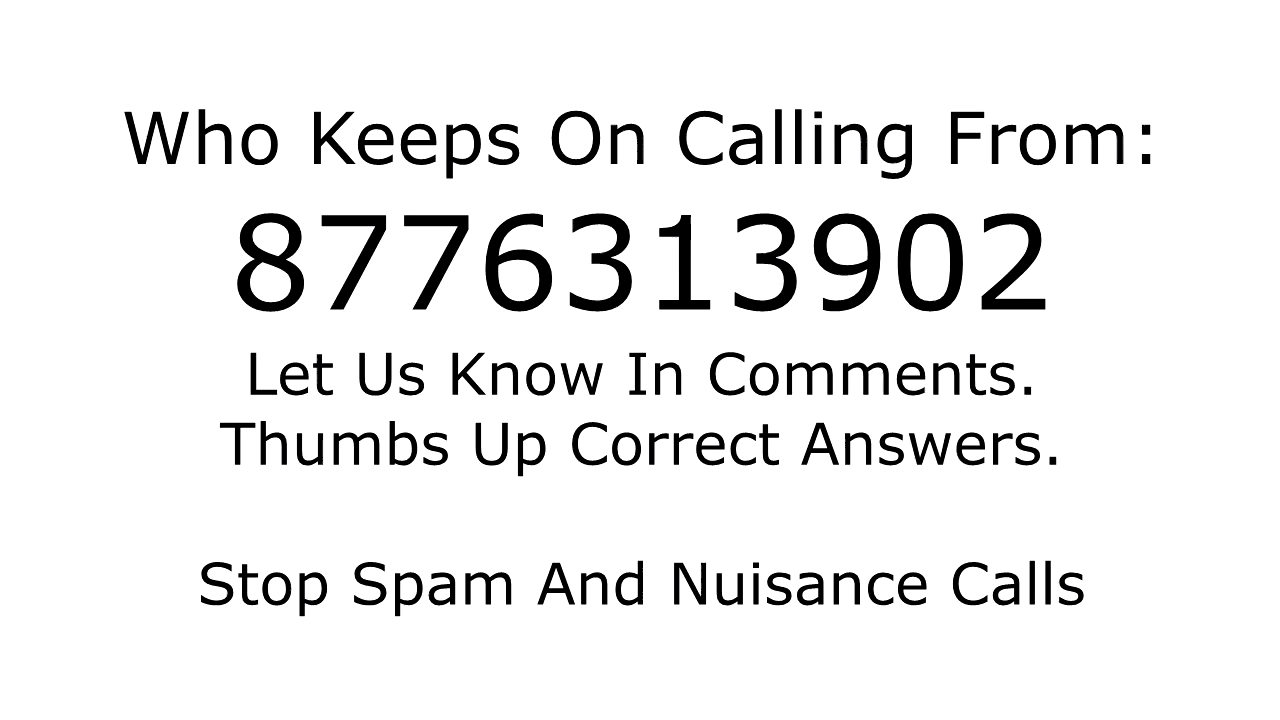 Who Keeps On Calling From:
8776313902
Let Us Know In Comments.
Thumbs Up Correct Answers.
Stop Spam And Nuisance Calls